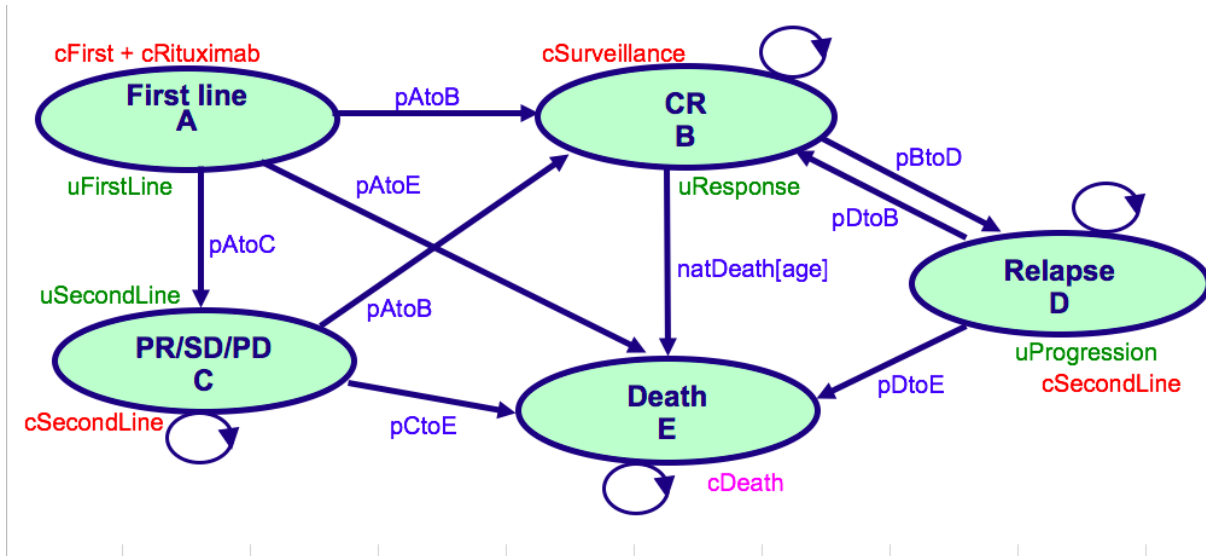 cFirst + cRituximab
First line
A
uFirstLine
pAtoB
cSurveillance
CR
B
uResponse
pAtoE
pAtoC
pBtoD
pDtoB
natDeath[age]
Relapse
D
uProgression
cSecondLine
uSecondLine
PR/SD/PD
C
cSecondLine
pAtoB
pCtoE
pDtoE
Death
E
cDeath